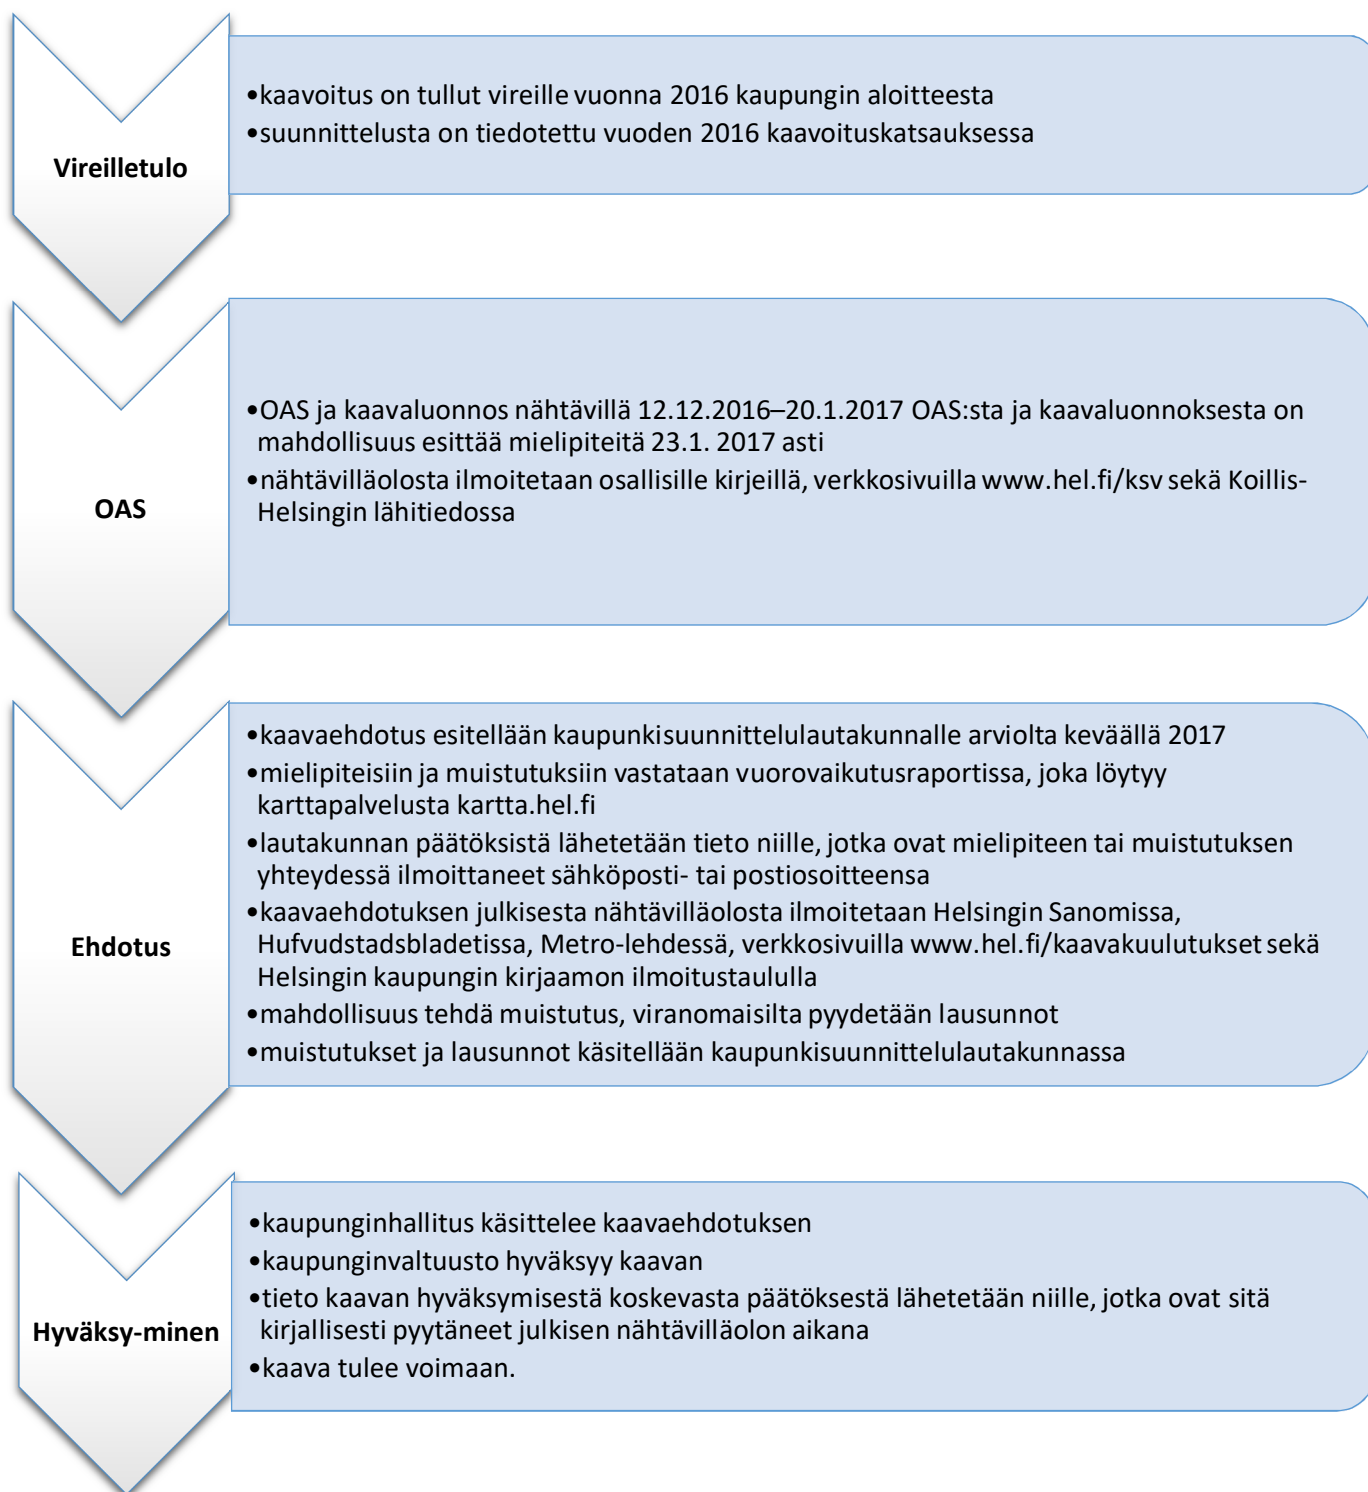 Vireilletulo
•kaavoitus on tullut vireille vuonna 2016 kaupungin aloitteesta
•suunnittelusta on tiedotettu vuoden 2016 kaavoituskatsauksessa
OAS
•OAS ja kaavaluonnos nähtävillä 12.12.2016–20.1.2017 OAS:sta ja kaavaluonnoksesta on
mahdollisuus esittää mielipiteitä 23.1. 2017 asti
•nähtävilläolosta ilmoitetaan osallisille kirjeillä, verkkosivuilla www.hel.fi/ksv sekä Koillis-
Helsingin lähitiedossa
Ehdotus
•kaavaehdotus esitellään kaupunkisuunnittelulautakunnalle arviolta keväällä 2017
•mielipiteisiin ja muistutuksiin vastataan vuorovaikutusraportissa, joka löytyy
karttapalvelusta kartta.hel.fi
•lautakunnan päätöksistä lähetetään tieto niille, jotka ovat mielipiteen tai muistutuksen
yhteydessä ilmoittaneet sähköposti- tai postiosoitteensa
•kaavaehdotuksen julkisesta nähtävilläolosta ilmoitetaan Helsingin Sanomissa,
Hufvudstadsbladetissa, Metro-lehdessä, verkkosivuilla www.hel.fi/kaavakuulutukset sekä
Helsingin kaupungin kirjaamon ilmoitustaululla
•mahdollisuus tehdä muistutus, viranomaisilta pyydetään lausunnot
•muistutukset ja lausunnot käsitellään kaupunkisuunnittelulautakunnassa
Hyväksy-minen
•kaupunginhallitus käsittelee kaavaehdotuksen
•kaupunginvaltuusto hyväksyy kaavan
•tieto kaavan hyväksymisestä koskevasta päätöksestä lähetetään niille, jotka ovat sitä
kirjallisesti pyytäneet julkisen nähtävilläolon aikana
•kaava tulee voimaan.